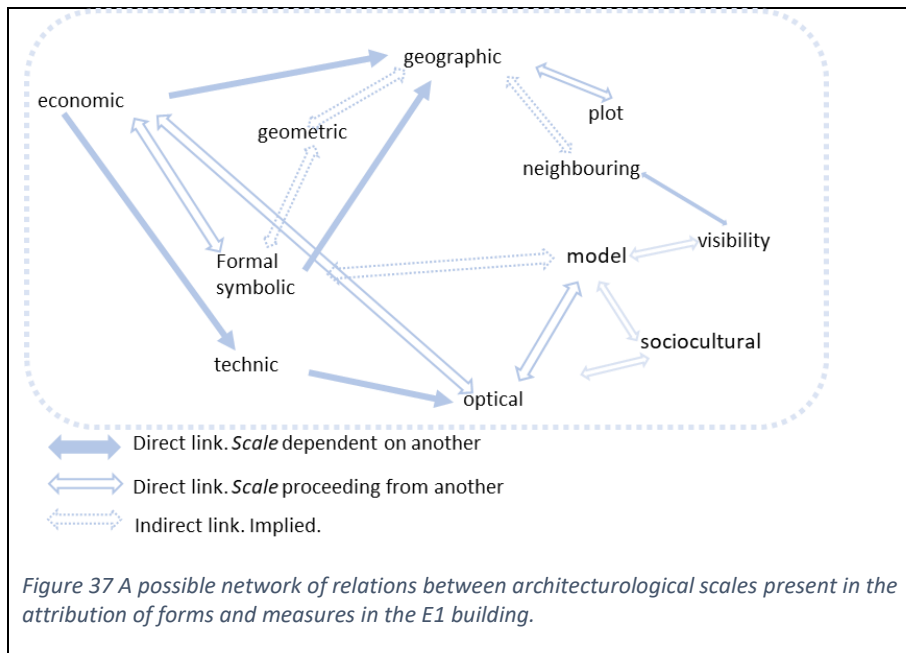 geographic
economic
plot
geometric
neighbouring
visibility
model
Formal
symbolic
sociocultural
technic
optical
Direct link. Scale dependent on another
Direct link. Scale proceeding from another
Indirect link. Implied.
Figure 37 A possible network of relations between architecturological scales present in the
attribution of forms and measures in the E1 building.